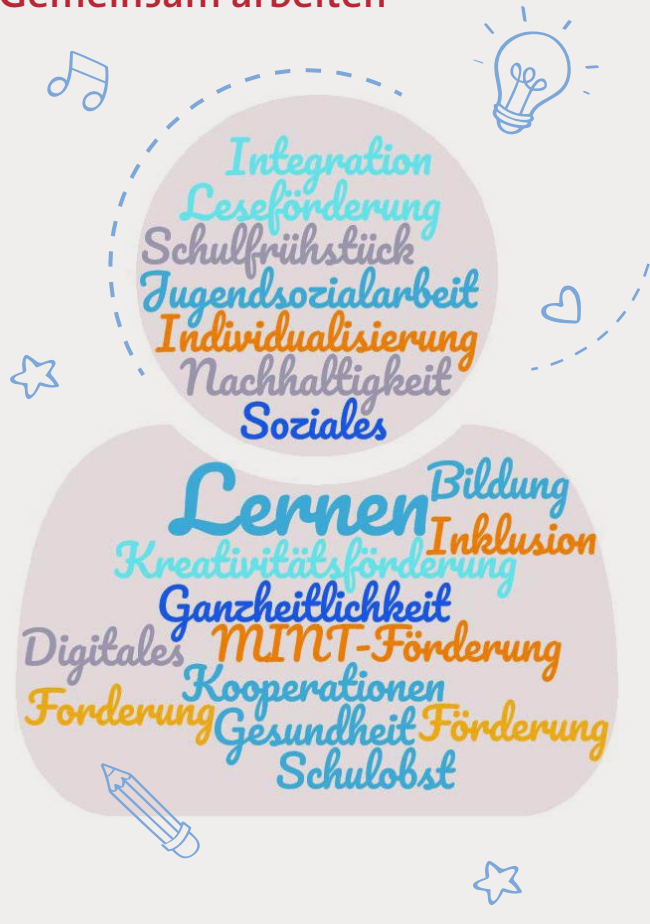 Gemeinsam arbeiten
Integration
Leseförderung
Schulfrühstück
Jugendsozialarbeit
Individualisierung
Nachhaltigkeit
Soziales
Lernen Bildung
Inklusion
Kreativitätsförderung
Ganzheitlichkeit
Digitales MINT-Förderung
Kooperationen
Forderung Gesundheit Förderung
Schulobst